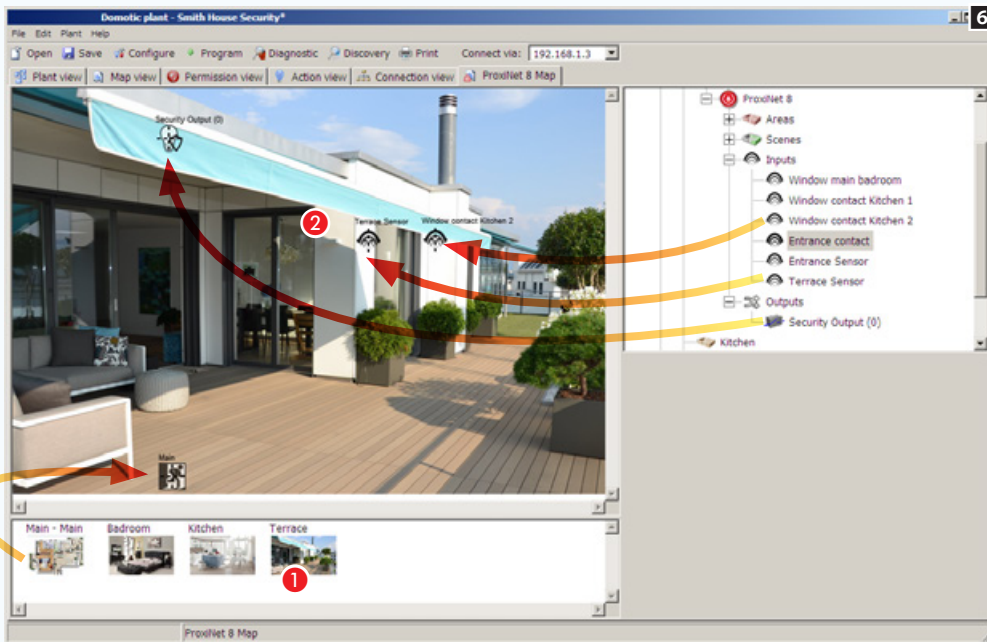 Domotic plant - Smith House Security*
6
File Edit Plant Help
Open Save Configure Program Diagnostic Discovery Print Connect via: 192.168.1.3
Plant view Map view Permission view Action view Connection view ProxiNet 8 Map
Security Output (0)
Terrace Sensor
Window contact Kitchen 2
2
Main
ProxiNet 8
Areas
Scenes
Inputs
Window main badroom
Window contact Kitchen 1
Window contact Kitchen 2
Entrance contact
Entrance Sensor
Terrace Sensor
Outputs
Security Output (0)
Kitchen
Main - Main Badroom Kitchen Terrace
1
ProxiNet 8 Map